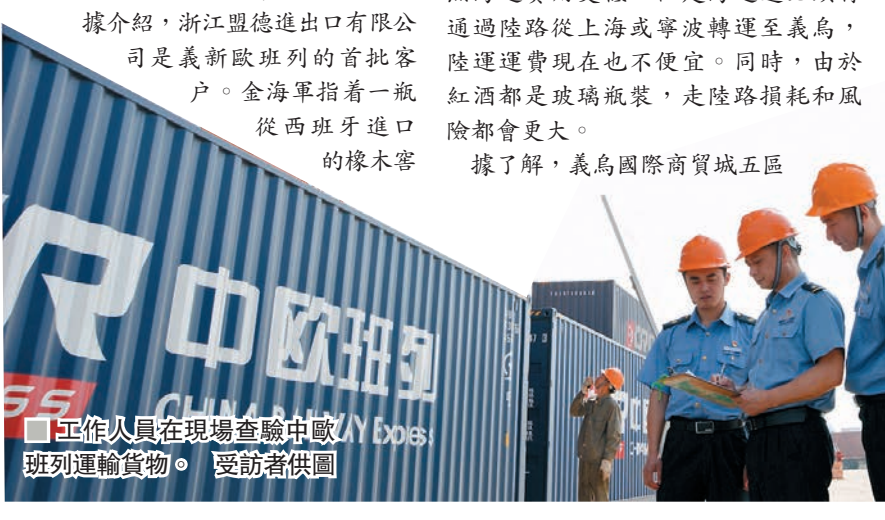 據介紹，浙江盟德進出口有限公
司是義新歐班列的首批客
户。金海軍指着一瓶
從西班牙進口
的橡木窖
通過陸路從上海或寧波轉運至義烏，
陸運運費現在也不便宜。同時，由於
紅酒都是玻璃瓶裝，走陸路損耗和風
險都會更大。
據了解，義烏國際商貿城五區
中欧班列
CHINA RAILWAY Express
■ 工作人員在現場查驗中歐
班列運輸貨物。 受訪者供圖